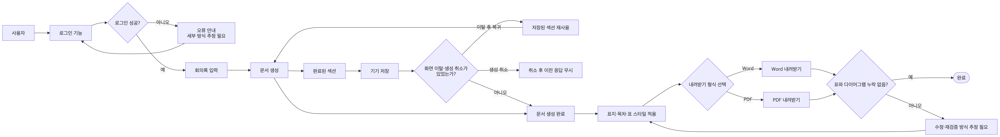 사용자
로그인 기능
로그인 성공?
아니오
오류 안내
세부 방식 추정 필요
예
회의록 입력
문서 생성
완료된 섹션
기기 저장
화면 이탈·생성 취소가
있었는가?
이탈 후 복귀
저장된 섹션 재사용
생성 취소
취소 후 이전 응답 무시
아니오
문서 생성 완료
표지·목차·표 스타일 적용
내려받기 형식 선택
Word
Word 내려받기
PDF
PDF 내려받기
표와 다이어그램 누락 없음?
예
완료
아니오
수정·재검증 방식 추정 필요